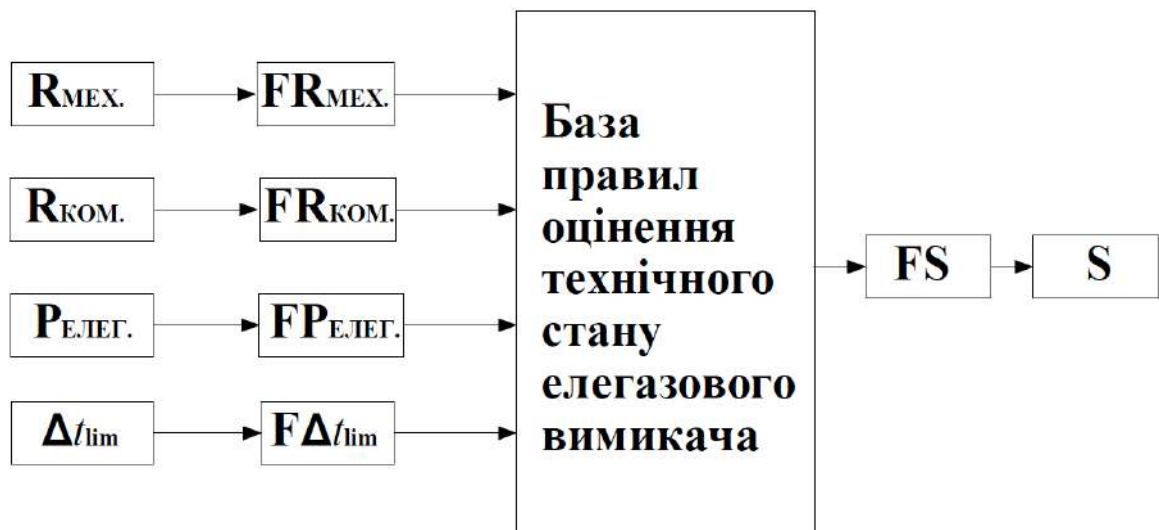 RМЕХ.
FRМЕХ.
RКОМ.
FRКОМ.
PЕЛЕГ.
FPЕЛЕГ.
Δtlim
FΔtlim
База
правил
оцінення
технічного
стану
елегазового
вимикача
FS
S